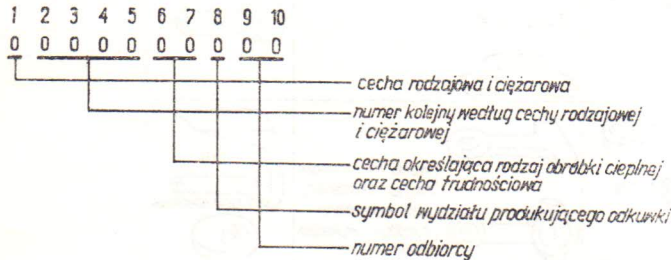 1 2 3 4 5 6 7 8 9 10
0 0 0 0 0 0 0 0 0 0
cecha rodzajowa i ciężarowa
numer kolejny według cechy rodzajowej
i ciężarowej
cecha określająca rodzaj obróbki cieplnej
oraz cecha trudnościowa
symbol wydziału produkującego odkuwki
numer odbiorcy